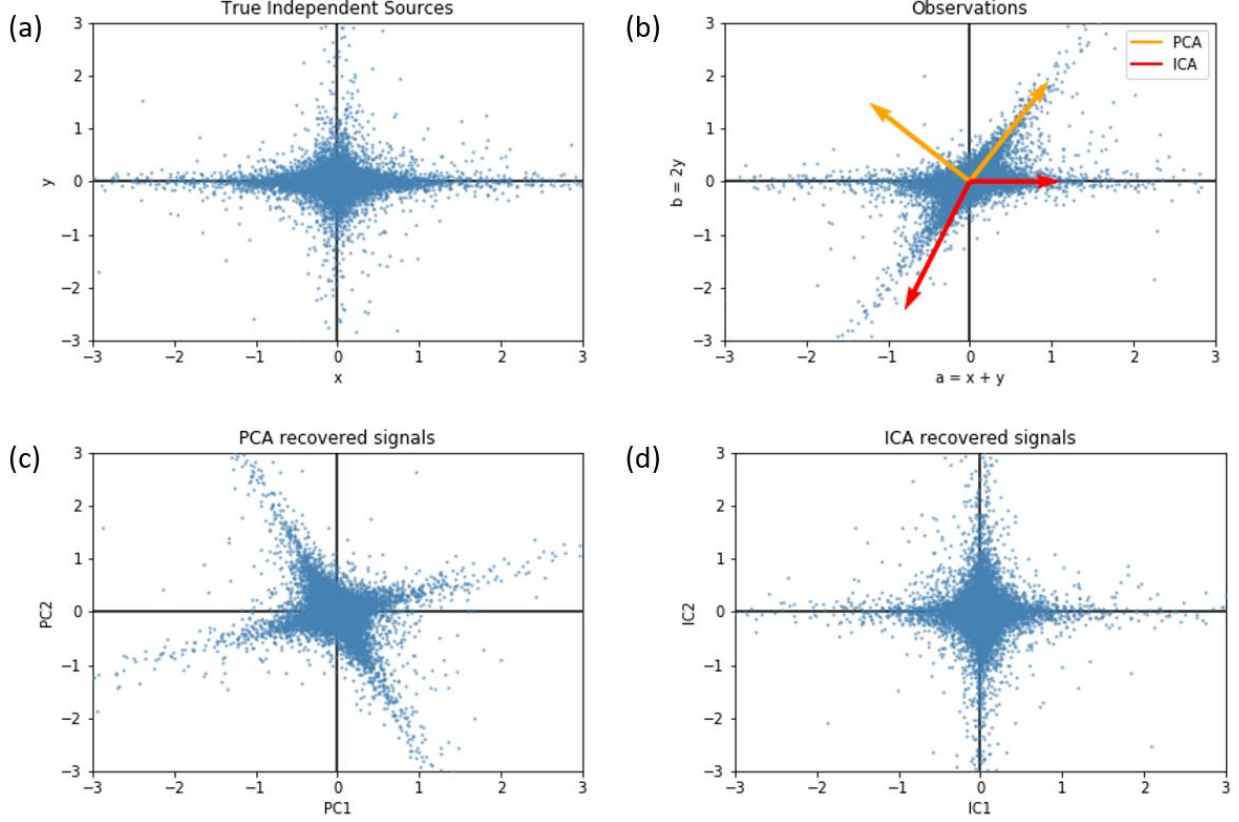 (a)
True Independent Sources
3
2
1
0
−1
−2
−3
y
−3 −2 −1 0 1 2 3
x
(b)
Observations
PCA
ICA
3
2
1
0
−1
−2
−3
b = 2y
−3 −2 −1 0 1 2 3
a = x + y
(c)
PCA recovered signals
3
2
1
0
−1
−2
−3
PC2
−3 −2 −1 0 1 2 3
PC1
(d)
ICA recovered signals
3
2
1
0
−1
−2
−3
IC2
−3 −2 −1 0 1 2 3
IC1